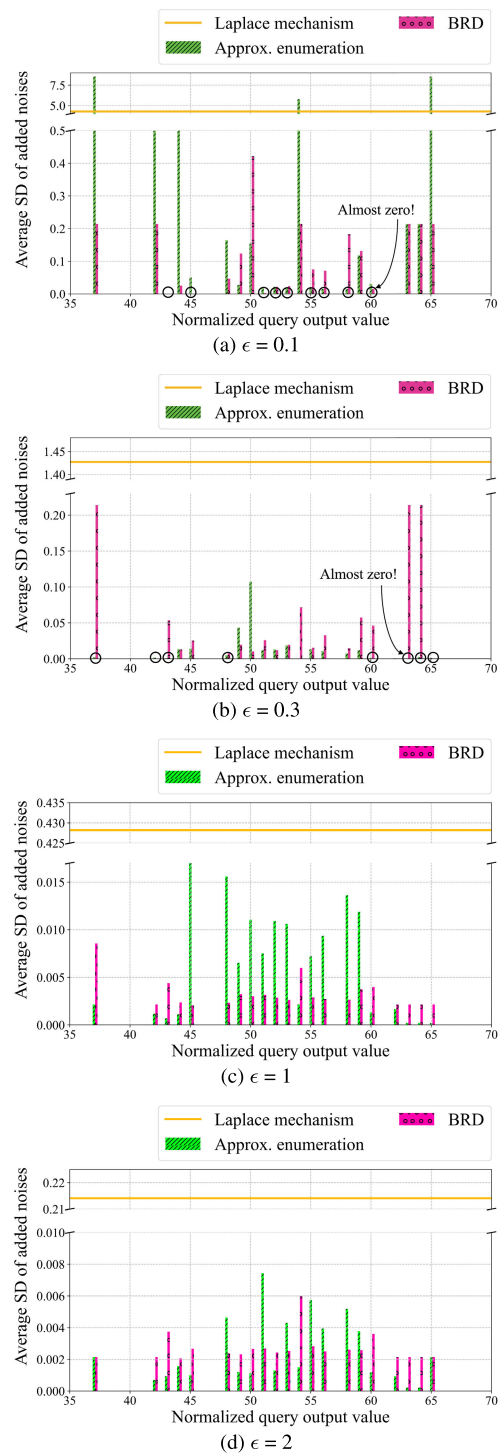 Laplace mechanism BRD
Approx. enumeration
Average SD of added noises
7.5
5.0
0.5
0.4
0.3
0.2
0.1
0.0
Almost zero!
35 40 45 50 55 60 65 70
Normalized query output value
(a) ϵ = 0.1
Laplace mechanism BRD
Approx. enumeration
Average SD of added noises
1.45
1.40
0.20
0.15
0.10
0.05
0.00
Almost zero!
35 40 45 50 55 60 65 70
Normalized query output value
(b) ϵ = 0.3
Laplace mechanism BRD
Approx. enumeration
Average SD of added noises
0.435
0.430
0.425
0.015
0.010
0.005
0.000
35 40 45 50 55 60 65 70
Normalized query output value
(c) ϵ = 1
Laplace mechanism BRD
Approx. enumeration
Average SD of added noises
0.22
0.21
0.010
0.008
0.006
0.004
0.002
0.000
35 40 45 50 55 60 65 70
Normalized query output value
(d) ϵ = 2